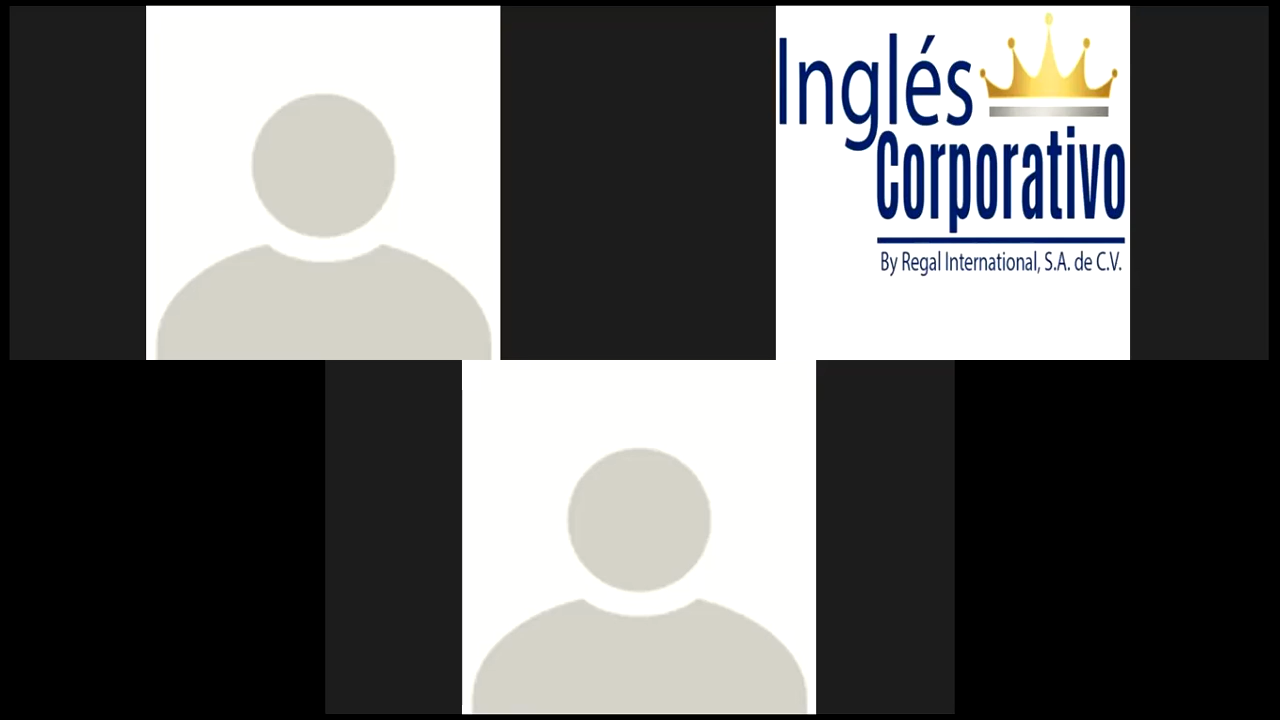 Inglés
Corporativo
By Regal International, S.A. de C.V.